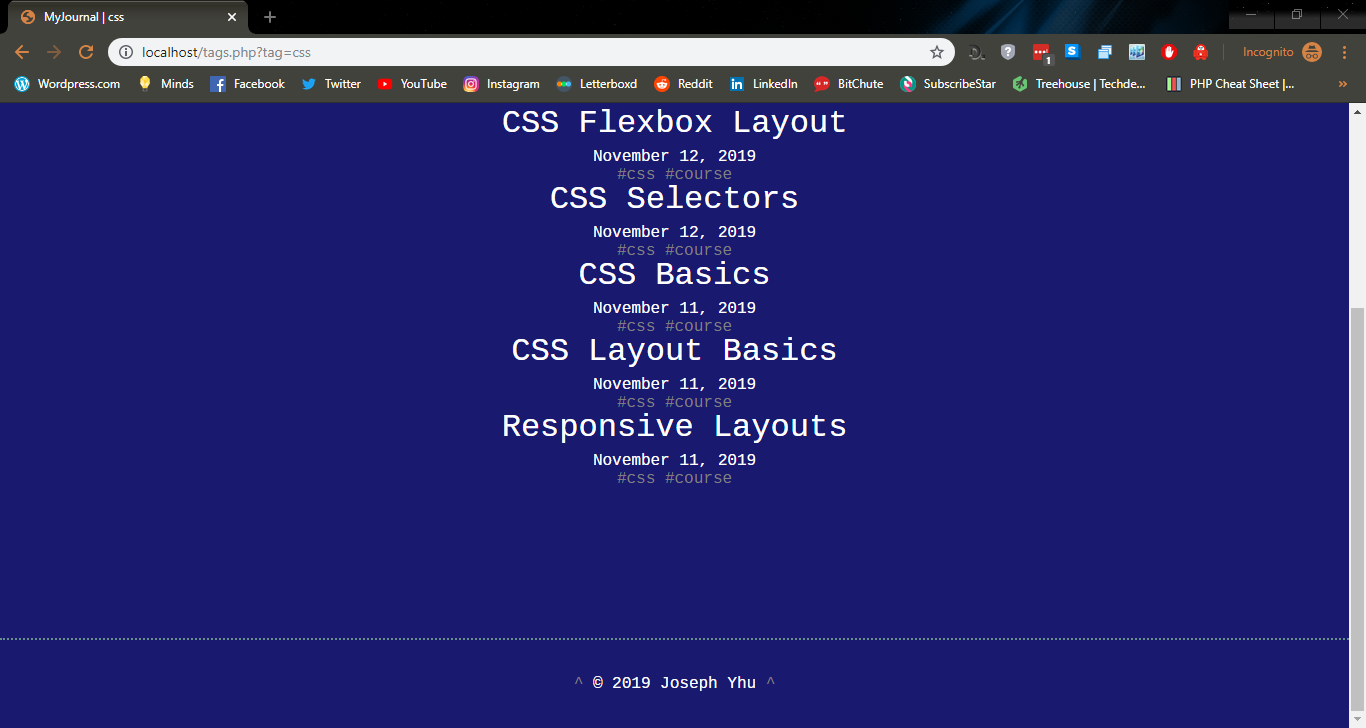 MyJournal | css
localhost/tags.php?tag=css
1
Incognito
Wordpress.com Minds Facebook Twitter YouTube Instagram Letterboxd Reddit LinkedIn BitChute SubscribeStar Treehouse | Techde... PHP Cheat Sheet |... »
CSS Flexbox Layout
November 12, 2019
#css #course
CSS Selectors
November 12, 2019
#css #course
CSS Basics
November 11, 2019
#css #course
CSS Layout Basics
November 11, 2019
#css #course
Responsive Layouts
November 11, 2019
#css #course
^ © 2019 Joseph Yhu ^